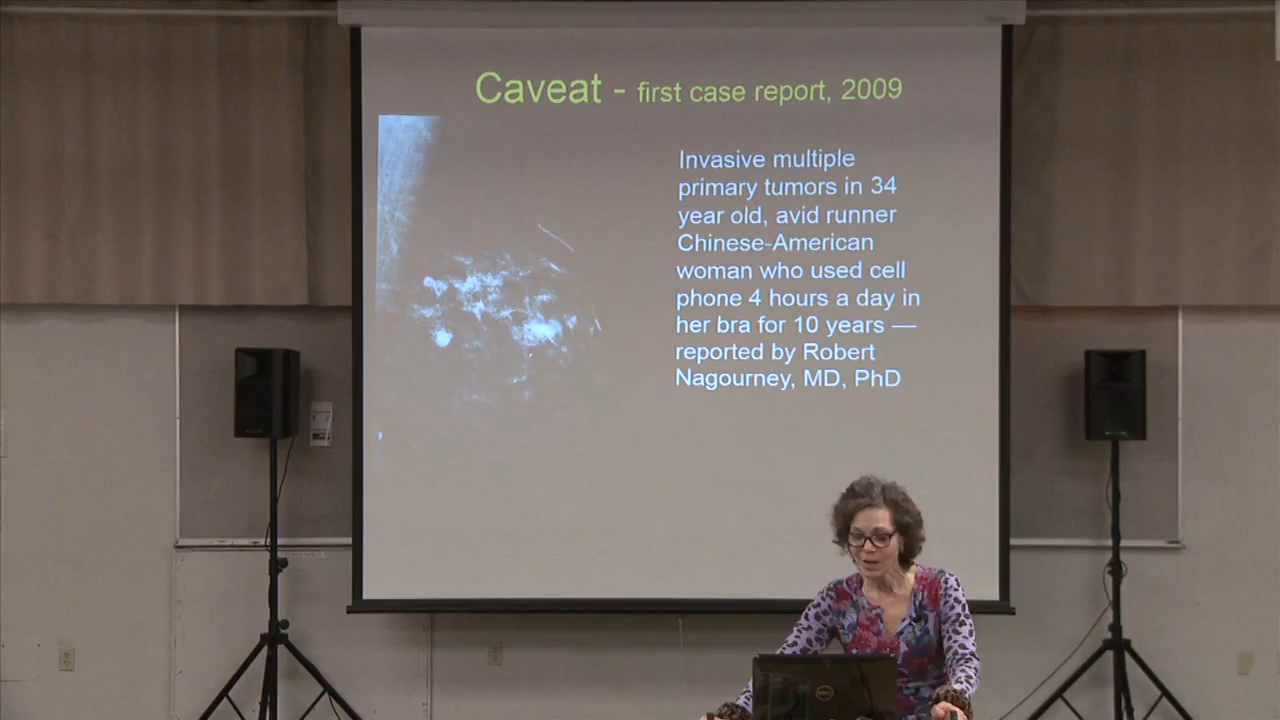 Caveat - first case report, 2009
Invasive multiple
primary tumors in 34
year old, avid runner
Chinese-American
woman who used cell
phone 4 hours a day in
her bra for 10 years —
reported by Robert
Nagourney, MD, PhD
DELL